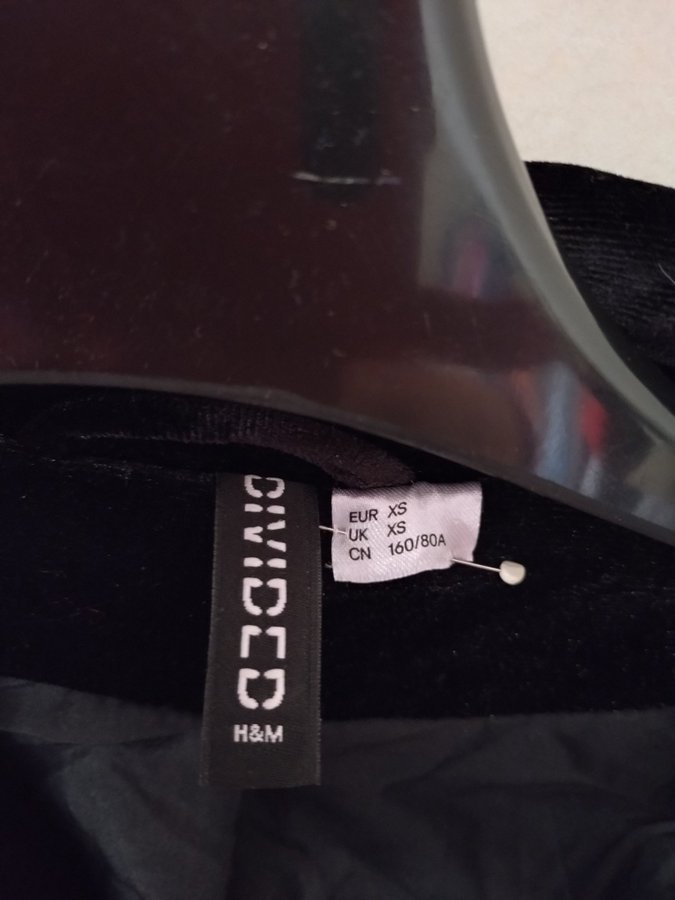 DIVIDED
H&M
EUR XS
UK XS
CN 160/80A